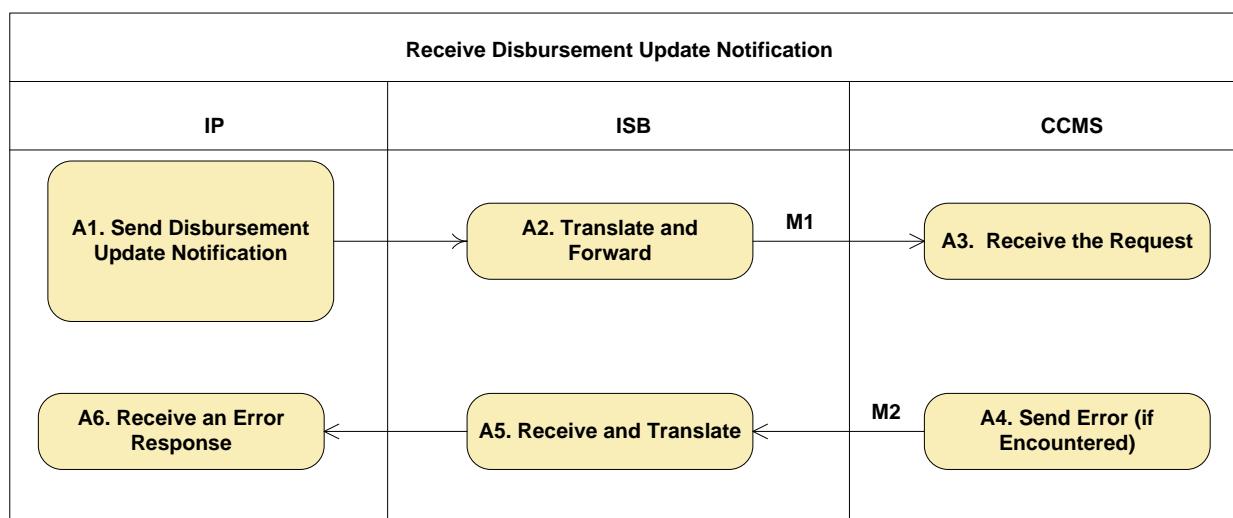 Receive Disbursement Update Notification
IP
ISB
CCMS
A1. Send Disbursement
Update Notification
A2. Translate and
Forward
M1
A3.  Receive the Request
A6. Receive an Error
Response
A5. Receive and Translate
M2
A4. Send Error (if
Encountered)